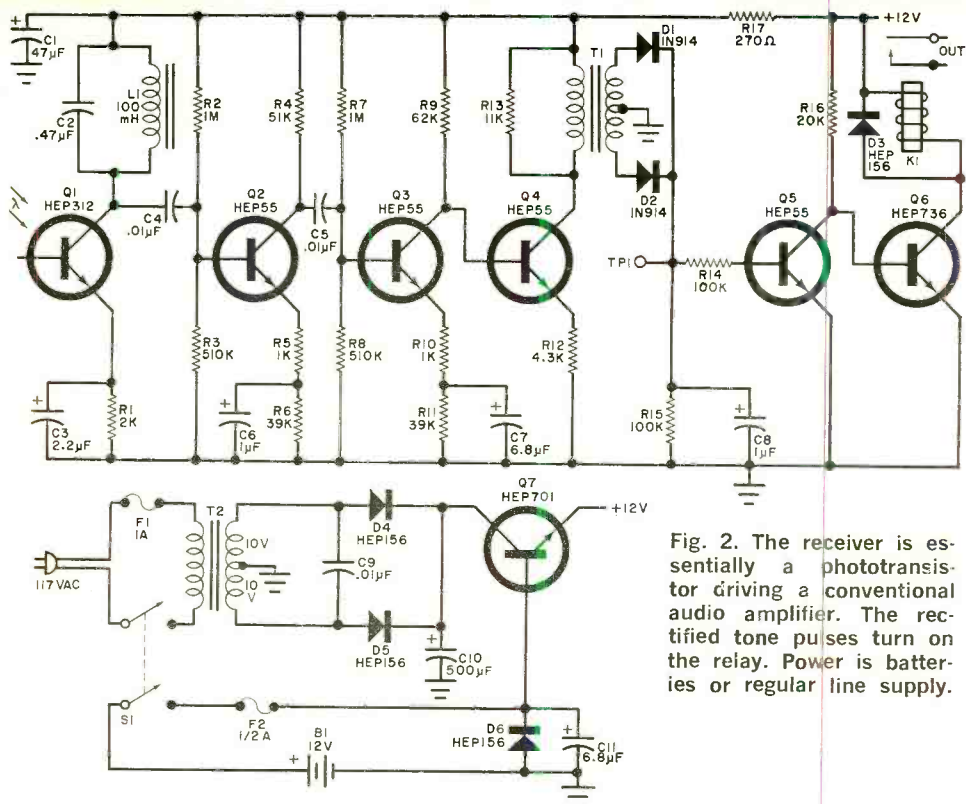 +
C1
47µF
L1
100
mH
C2
.47µF
Q1
HEP312
λ
C4
.01µF
R2
1M
R4
51K
R7
1M
Q2
HEP55
C5
.01µF
R9
62K
Q3
HEP55
R13
11K
Q4
HEP55
T1
D1
1N914
D2
1N914
R17
270Ω
+12V
OUT
R16
20K
D3
HEP
156
K1
Q5
HEP55
Q6
HEP736
TP1
R14
100K
R3
510K
R5
1K
R8
510K
R10
1K
R12
4.3K
+
C3
2.2µF
R1
2K
+
C6
1µF
R6
39K
R11
39K
+
C7
6.8µF
R15
100K
+
C8
1µF
F1
1A
T2
117VAC
10V
10
V
D4
HEP156
C9
.01µF
D5
HEP156
+
C10
500µF
Q7
HEP701
+12V
S1
F2
1/2A
B1
12V
+
D6
HEP156
+
C11
6.8µF
Fig. 2. The receiver is es-
sentially a phototransis-
tor driving a conventional
audio amplifier. The rec-
tified tone pulses turn on
the relay. Power is batter-
ies or regular line supply.